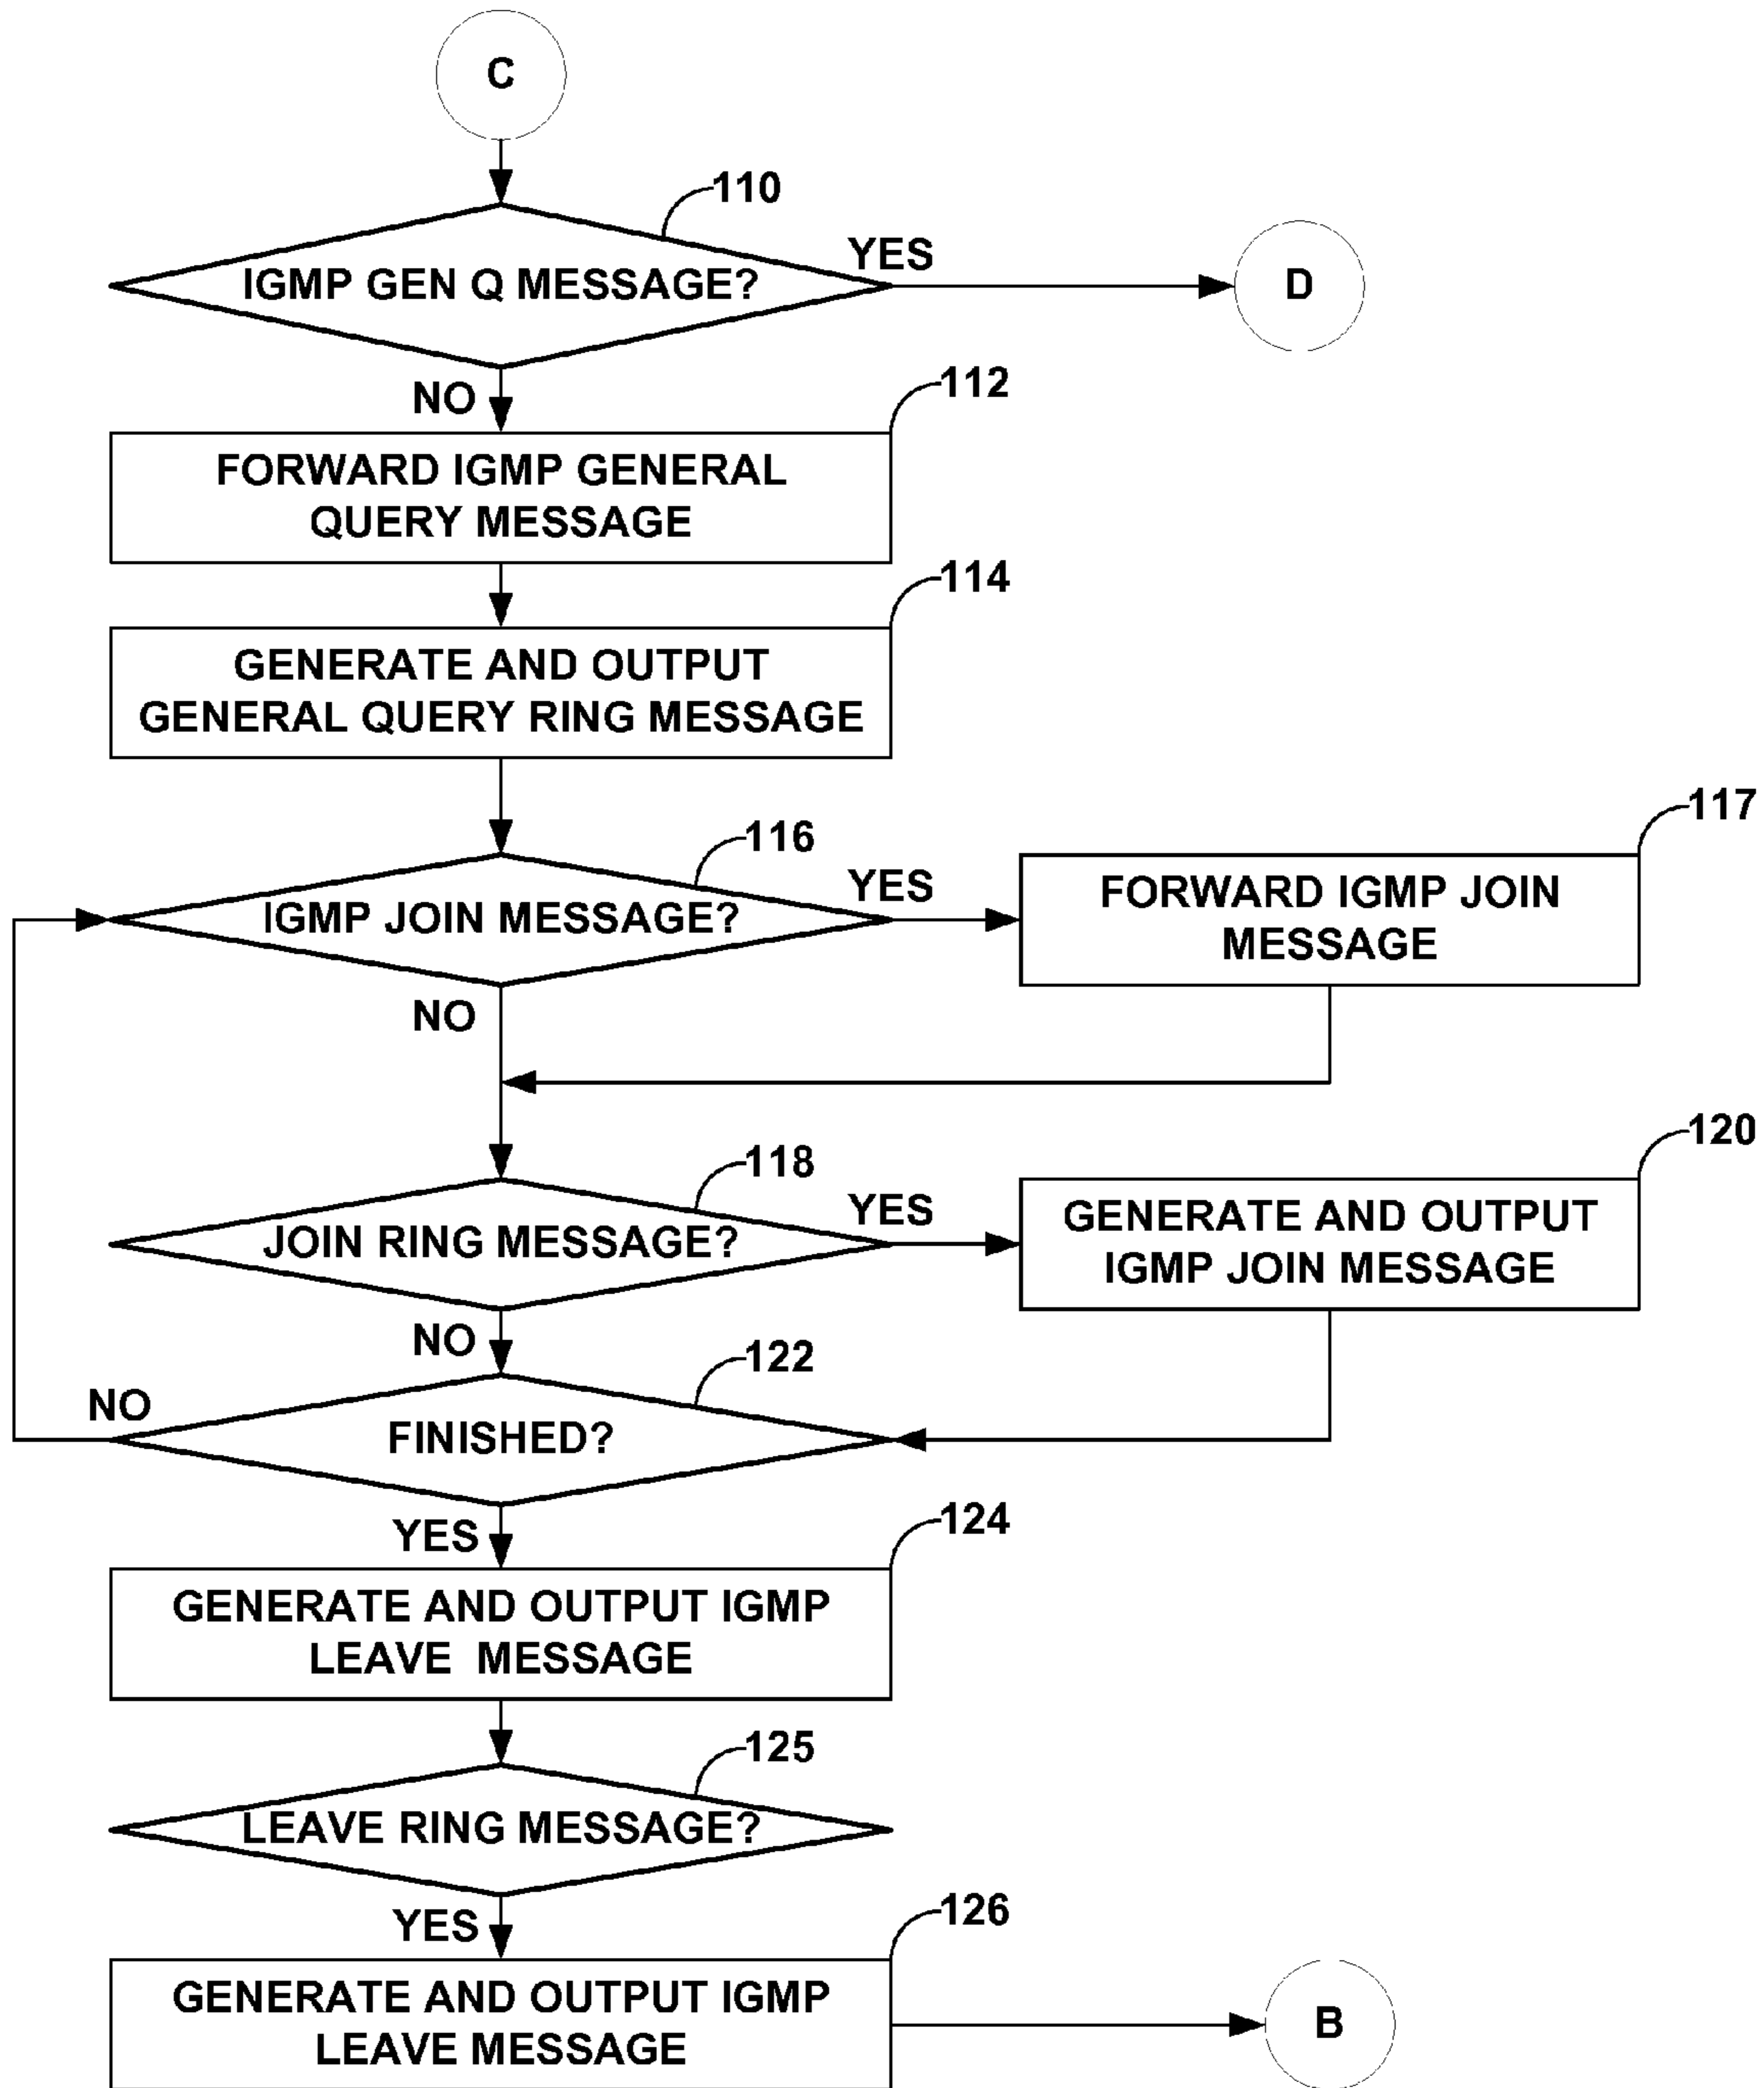 C
110
IGMP GEN Q MESSAGE?
YES
D
NO
112
FORWARD IGMP GENERAL
QUERY MESSAGE
114
GENERATE AND OUTPUT
GENERAL QUERY RING MESSAGE
116
IGMP JOIN MESSAGE?
YES
117
FORWARD IGMP JOIN
MESSAGE
NO
118
JOIN RING MESSAGE?
YES
120
GENERATE AND OUTPUT
IGMP JOIN MESSAGE
NO
122
FINISHED?
NO
YES
124
GENERATE AND OUTPUT IGMP
LEAVE MESSAGE
125
LEAVE RING MESSAGE?
YES
126
GENERATE AND OUTPUT IGMP
LEAVE MESSAGE
B